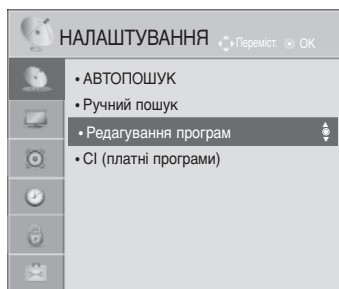 НАЛАШТУВАННЯ Переміст. OK
• АВТОПОШУК
• Ручний пошук
• Редагування програм
• CI (платні програми)